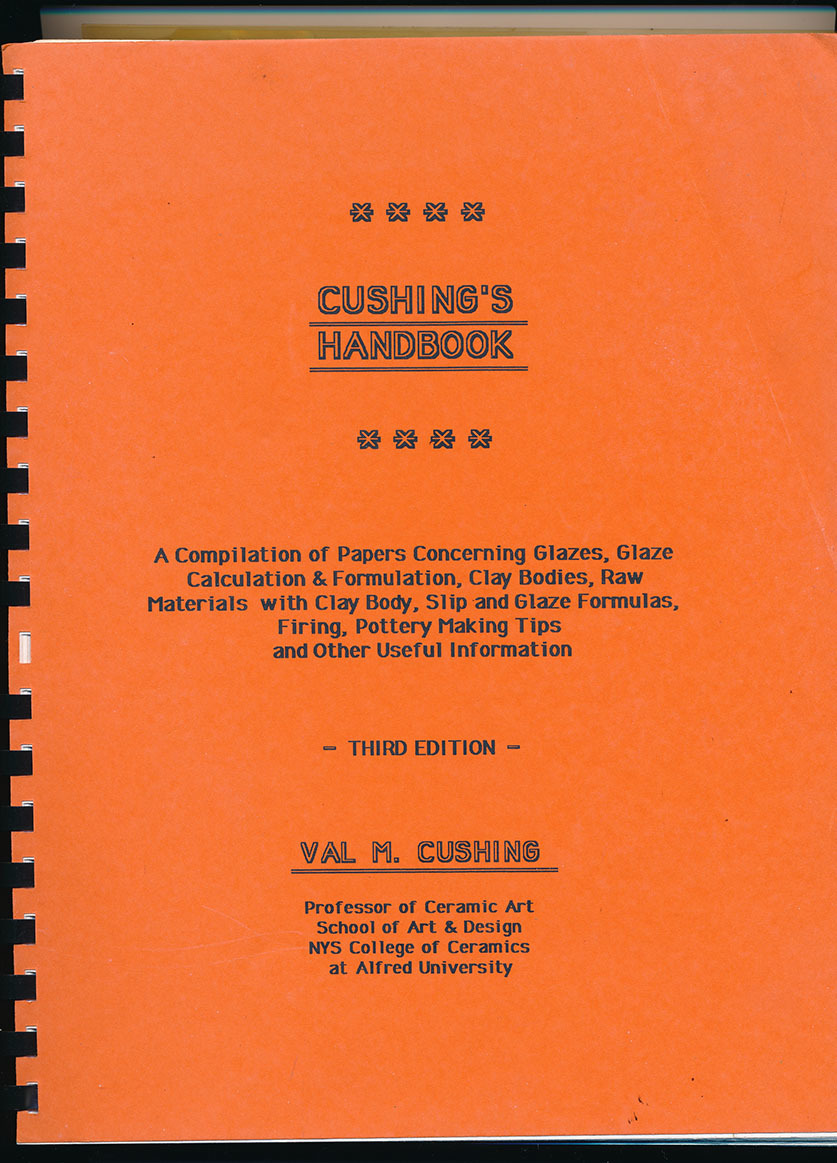 * * * *
CUSHING'S
HANDBOOK
* * * *
A Compilation of Papers Concerning Glazes, Glaze
Calculation & Formulation, Clay Bodies, Raw
Materials with Clay Body, Slip and Glaze Formulas,
Firing, Pottery Making Tips
and Other Useful Information
- THIRD EDITION -
VAL M. CUSHING
Professor of Ceramic Art
School of Art & Design
NYS College of Ceramics
at Alfred University